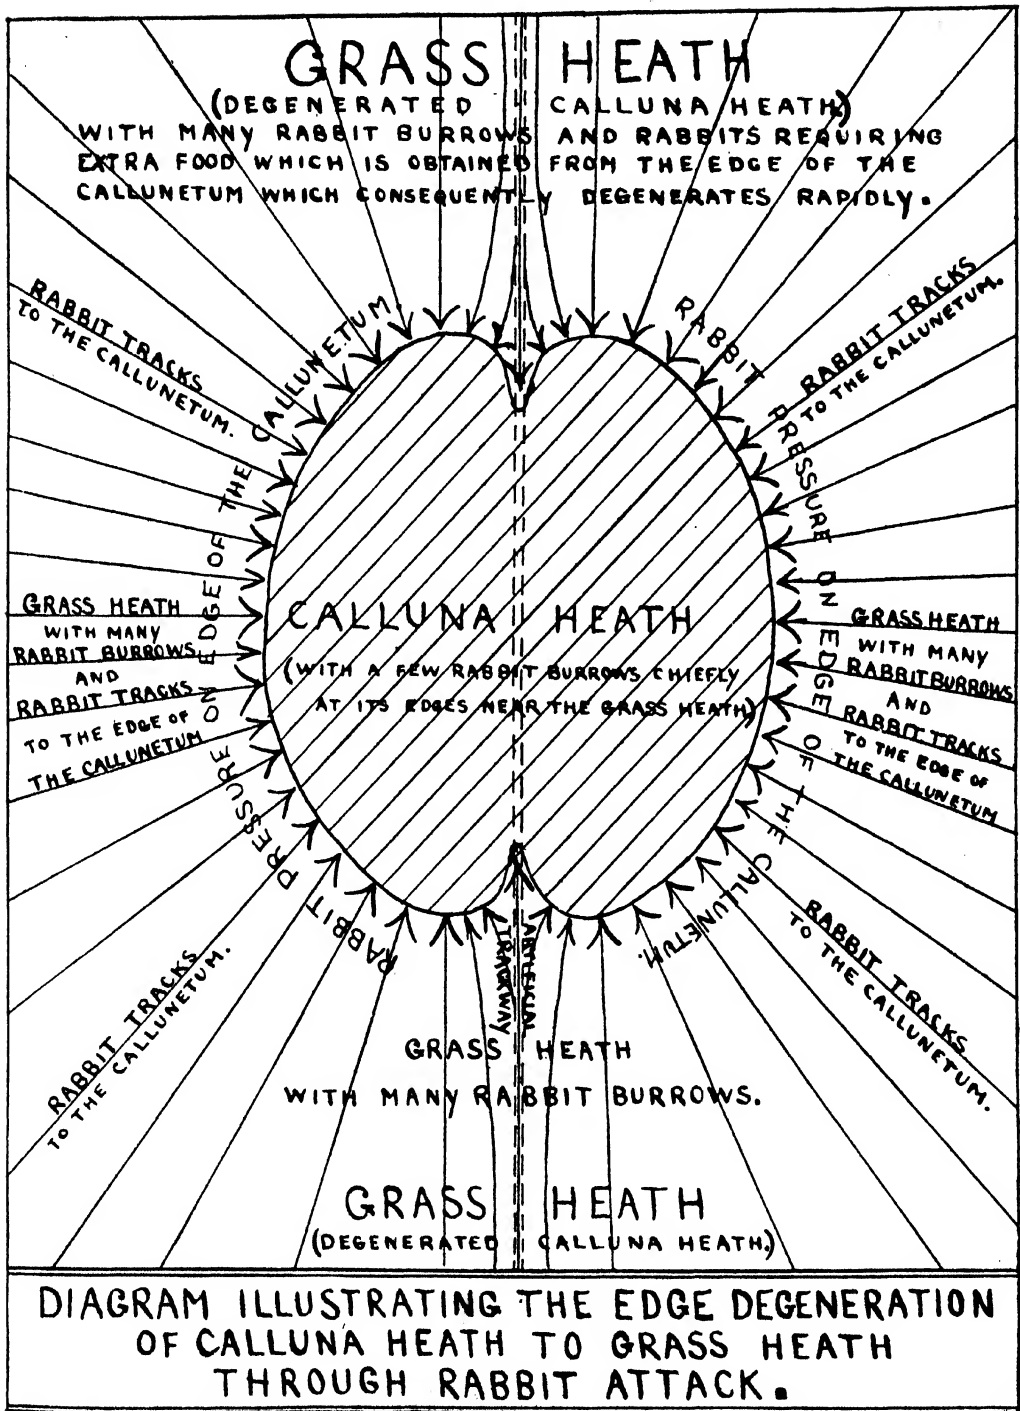 GRASS HEATH
(DEGENERATED CALLUNA HEATH)
WITH MANY RABBIT BURROWS AND RABBITS REQUIRING
EXTRA FOOD WHICH IS OBTAINED FROM THE EDGE OF THE
CALLUNETUM WHICH CONSEQUENTLY DEGENERATES RAPIDLY.
RABBIT TRACKS
TO THE CALLUNETUM.
RABBIT TRACKS
TO THE CALLUNETUM.
RABBIT PRESSURE ON EDGE OF THE CALLUNETUM.
RABBIT PRESSURE ON EDGE OF THE CALLUNETUM.
GRASS HEATH
WITH MANY
RABBIT BURROWS
AND
RABBIT TRACKS
TO THE EDGE OF
THE CALLUNETUM
CALLUNA HEATH
(WITH A FEW RABBIT BURROWS CHIEFLY
AT ITS EDGES NEAR THE GRASS HEATH)
GRASS HEATH
WITH MANY
RABBIT BURROWS
AND
RABBIT TRACKS
TO THE EDGE OF
THE CALLUNETUM
RABBIT TRACKS
TO THE CALLUNETUM.
RABBIT TRACKS
TO THE CALLUNETUM.
ARTIFICIAL
TRACKWAY
GRASS HEATH
WITH MANY RABBIT BURROWS.
GRASS HEATH
(DEGENERATED CALLUNA HEATH.)
DIAGRAM ILLUSTRATING THE EDGE DEGENERATION
OF CALLUNA HEATH TO GRASS HEATH
THROUGH RABBIT ATTACK.